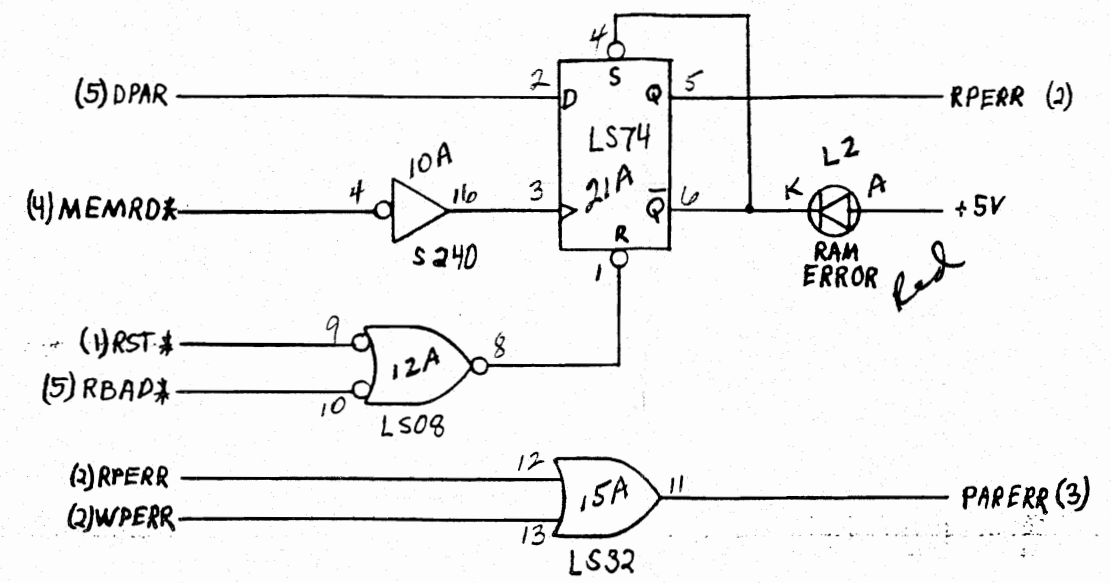 4
S
(5) DPAR
2
D
Q
5
RPERR (2)
LS74
10A
L2
(4) MEMRD*
4
16
3
21A
Q̅
6
K
A
+5V
S240
R
RAM
ERROR
Red
1
(1) RST*
9
12A
8
(5) RBAD*
10
LS08
(2) RPERR
12
15A
11
PARERR (3)
(2) WPERR
13
LS32